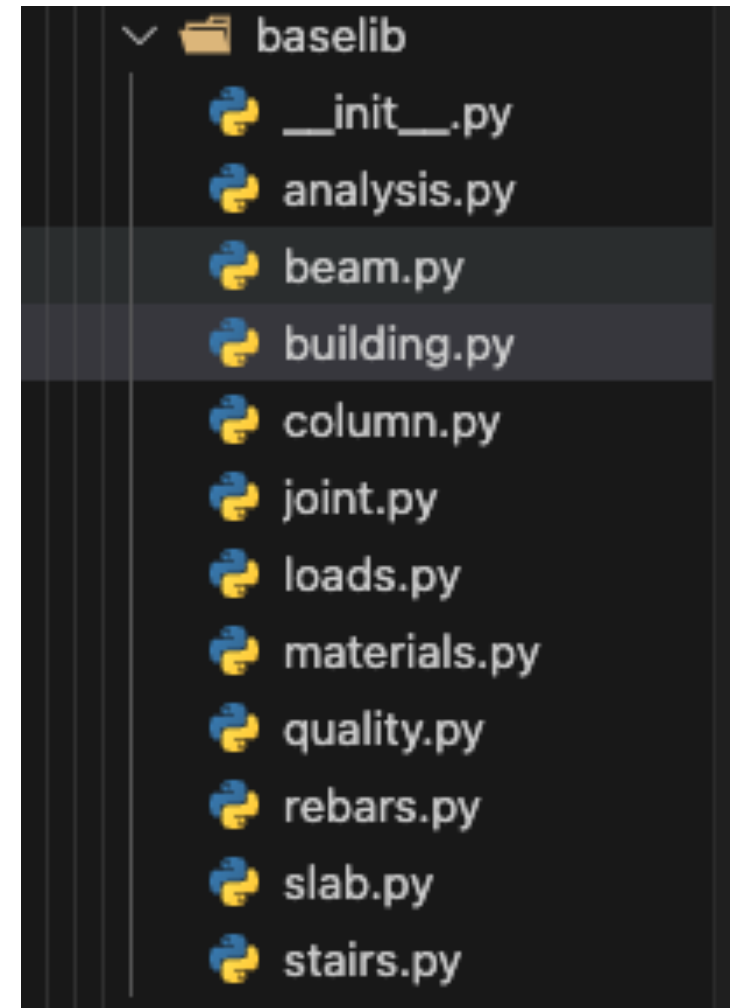 baselib
__init__.py
analysis.py
beam.py
building.py
column.py
joint.py
loads.py
materials.py
quality.py
rebars.py
slab.py
stairs.py